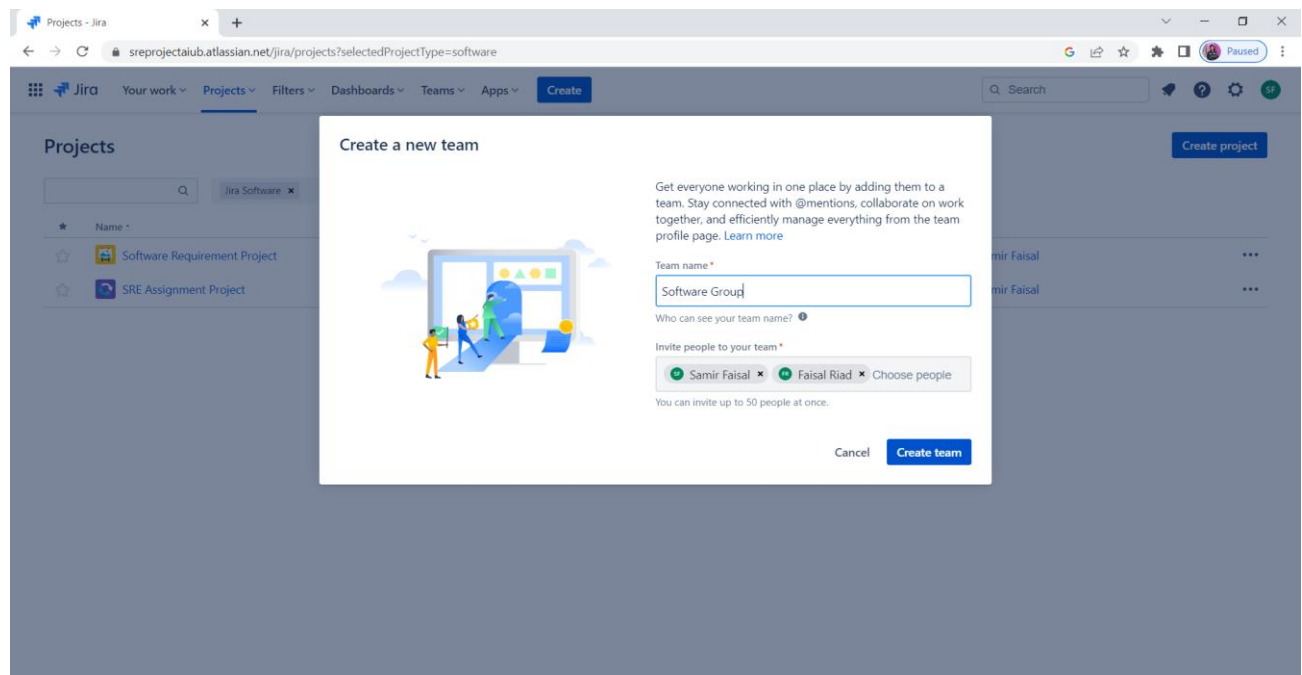 Projects - Jira
sreprojectaiub.atlassian.net/jira/projects?selectedProjectType=software
Paused
Jira Your work Projects Filters Dashboards Teams Apps Create Search SF
Projects
Create project
Jira Software
Name
Software Requirement Project
mir Faisal
SRE Assignment Project
mir Faisal
Create a new team
Get everyone working in one place by adding them to a
team. Stay connected with @mentions, collaborate on work
together, and efficiently manage everything from the team
profile page. Learn more
Team name *
Software Group
Who can see your team name?
Invite people to your team *
SF Samir Faisal FR Faisal Riad Choose people
You can invite up to 50 people at once.
Cancel Create team